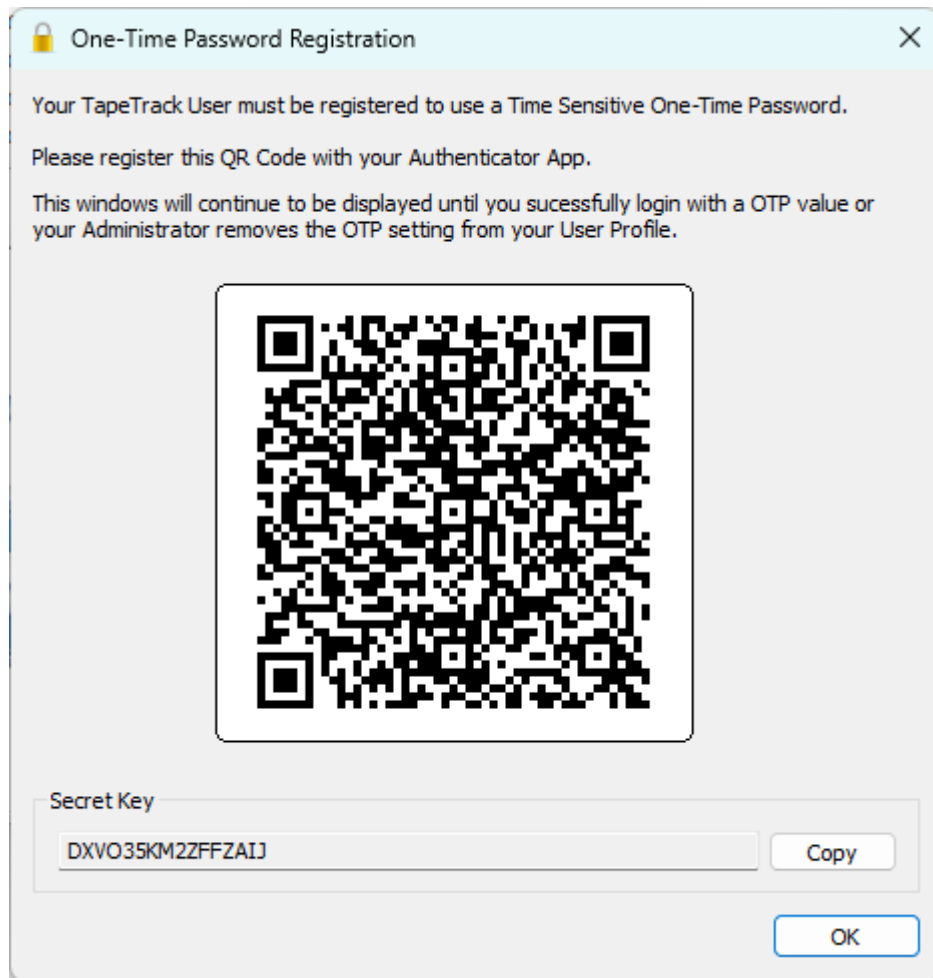 One-Time Password Registration
Your TapeTrack User must be registered to use a Time Sensitive One-Time Password.
Please register this QR Code with your Authenticator App.
This windows will continue to be displayed until you sucessfully login with a OTP value or
your Administrator removes the OTP setting from your User Profile.
Secret Key
DXVO35KM2ZFFZAIJ
Copy
OK